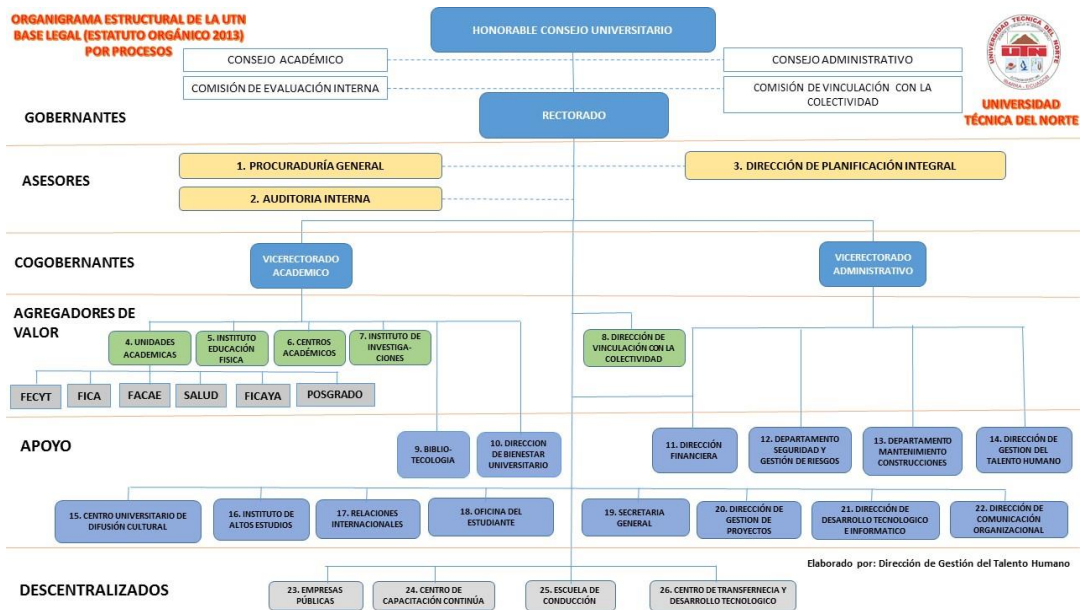 ORGANIGRAMA ESTRUCTURAL DE LA UTN
BASE LEGAL (ESTATUTO ORGÁNICO 2013)
POR PROCESOS
HONORABLE CONSEJO UNIVERSITARIO
UNIVERSIDAD TECNICA DEL NORTE
UTN
IBARRA - ECUADOR
UNIVERSIDAD
TÉCNICA DEL NORTE
CONSEJO ACADÉMICO
CONSEJO ADMINISTRATIVO
COMISIÓN DE EVALUACIÓN INTERNA
COMISIÓN DE VINCULACIÓN CON LA
COLECTIVIDAD
GOBERNANTES
RECTORADO
ASESORES
1. PROCURADURÍA GENERAL
3. DIRECCIÓN DE PLANIFICACIÓN INTEGRAL
2. AUDITORIA INTERNA
COGOBERNANTES
VICERECTORADO
ACADEMICO
VICERECTORADO
ADMINISTRATIVO
AGREGADORES DE
VALOR
4. UNIDADES
ACADEMICAS
5. INSTITUTO
EDUCACIÓN
FISICA
6. CENTROS
ACADÉMICOS
7. INSTITUTO DE
INVESTIGA-
CIONES
8. DIRECCIÓN DE
VINCULACIÓN CON LA
COLECTIVIDAD
FECYT
FICA
FACAE
SALUD
FICAYA
POSGRADO
APOYO
9. BIBLIO-
TECOLOGIA
10. DIRECCION
DE BIENESTAR
UNIVERSITARIO
11. DIRECCIÓN
FINANCIERA
12. DEPARTAMENTO
SEGURIDAD Y
GESTIÓN DE RIESGOS
13. DEPARTAMENTO
MANTENIMIENTO
CONSTRUCCIONES
14. DIRECCIÓN DE
GESTION DEL
TALENTO HUMANO
15. CENTRO UNIVERSITARIO DE
DIFUSIÓN CULTURAL
16. INSTITUTO DE
ALTOS ESTUDIOS
17. RELACIONES
INTERNACIONALES
18. OFICINA DEL
ESTUDIANTE
19. SECRETARIA
GENERAL
20. DIRECCIÓN DE
GESTION DE
PROYECTOS
21. DIRECCIÓN DE
DESARROLLO TECNOLOGICO
E INFORMATICO
22. DIRECCIÓN DE
COMUNICACIÓN
ORGANIZACIONAL
Elaborado por: Dirección de Gestión del Talento Humano
DESCENTRALIZADOS
23. EMPRESAS
PÚBLICAS
24. CENTRO DE
CAPACITACIÓN CONTINÚA
25. ESCUELA DE
CONDUCCIÓN
26. CENTRO DE TRANSFERNECIA Y
DESARROLLO TECNOLOGICO